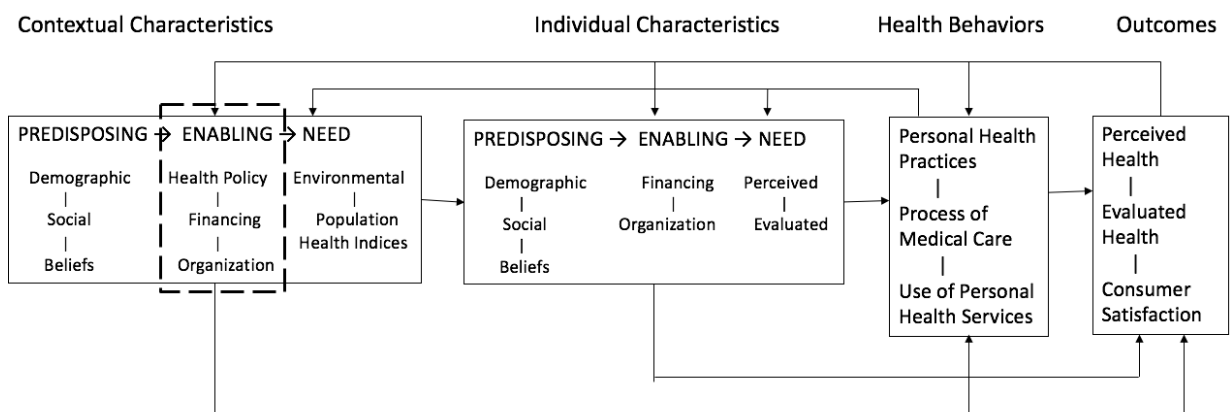 Contextual Characteristics
Individual Characteristics
Health Behaviors
Outcomes
PREDISPOSING → ENABLING → NEED
Demographic
Social
Beliefs
Health Policy
Financing
Organization
Environmental
Population
Health Indices
PREDISPOSING → ENABLING → NEED
Demographic
Social
Beliefs
Financing
Organization
Perceived
Evaluated
Personal Health
Practices
Process of
Medical Care
Use of Personal
Health Services
Perceived
Health
Evaluated
Health
Consumer
Satisfaction